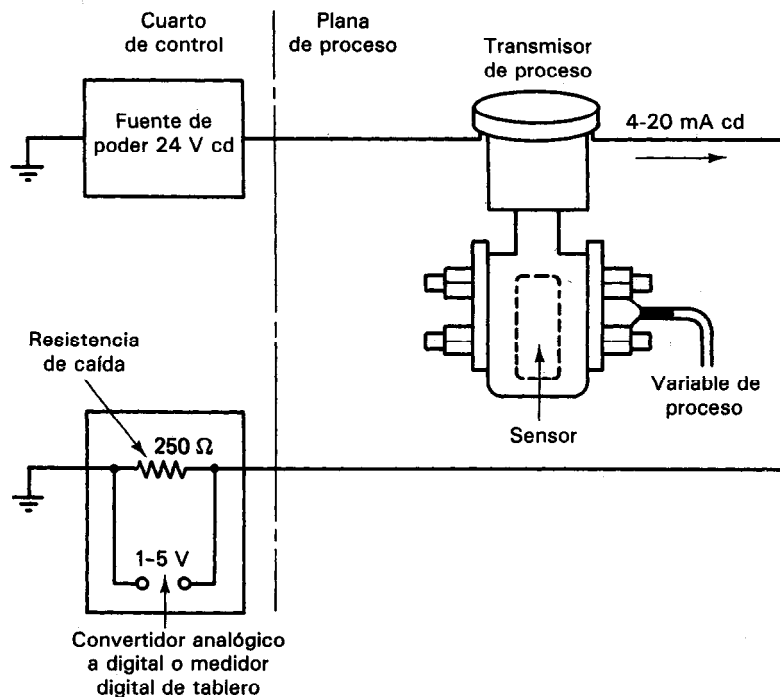 Cuarto
de control
Plana
de proceso
Transmisor
de proceso
Fuente de
poder 24 V cd
4-20 mA cd
Resistencia
de caída
250 Ω
Sensor
Variable de
proceso
1-5 V
Convertidor analógico
a digital o medidor
digital de tablero